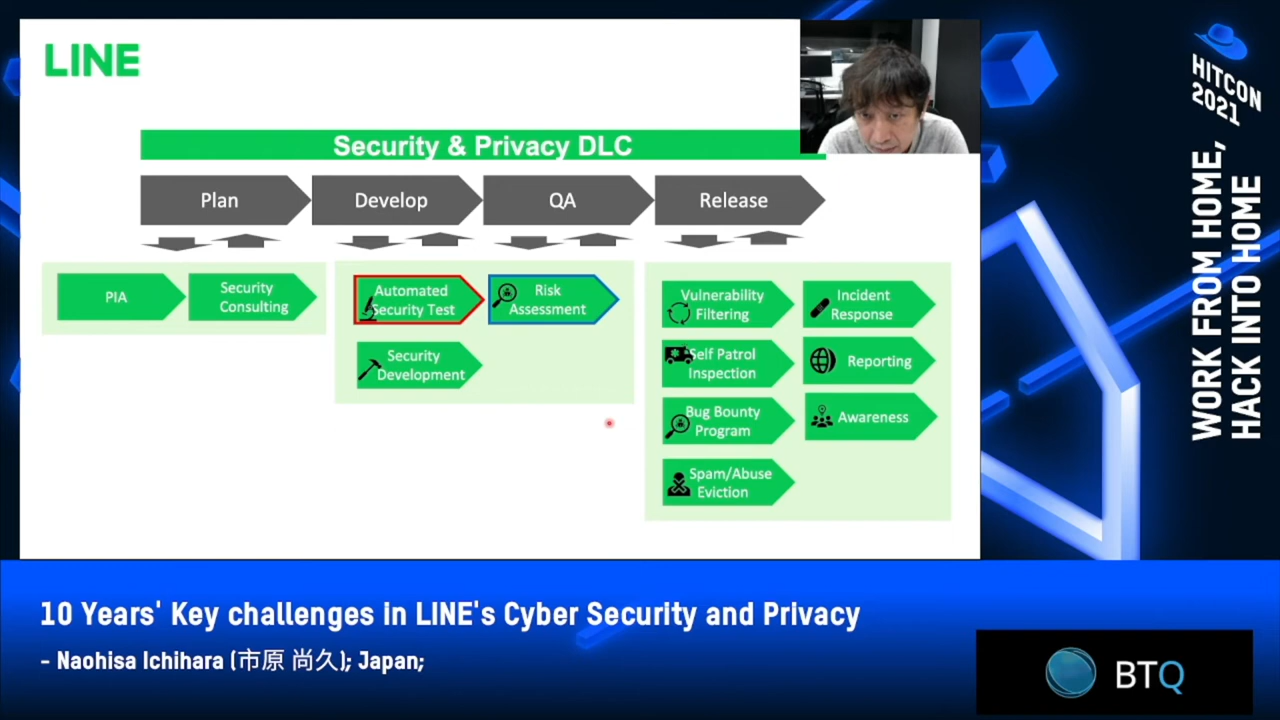 LINE
Security & Privacy DLC
Plan
Develop
QA
Release
PIA
Security
Consulting
Automated
Security Test
Risk
Assessment
Security
Development
Vulnerability
Filtering
Incident
Response
Self Patrol
Inspection
Reporting
Bug Bounty
Program
Awareness
Spam/Abuse
Eviction
HITCON
2021
WORK FROM HOME,
HACK INTO HOME
10 Years' Key challenges in LINE's Cyber Security and Privacy
- Naohisa Ichihara (市原 尚久); Japan;
BTQ